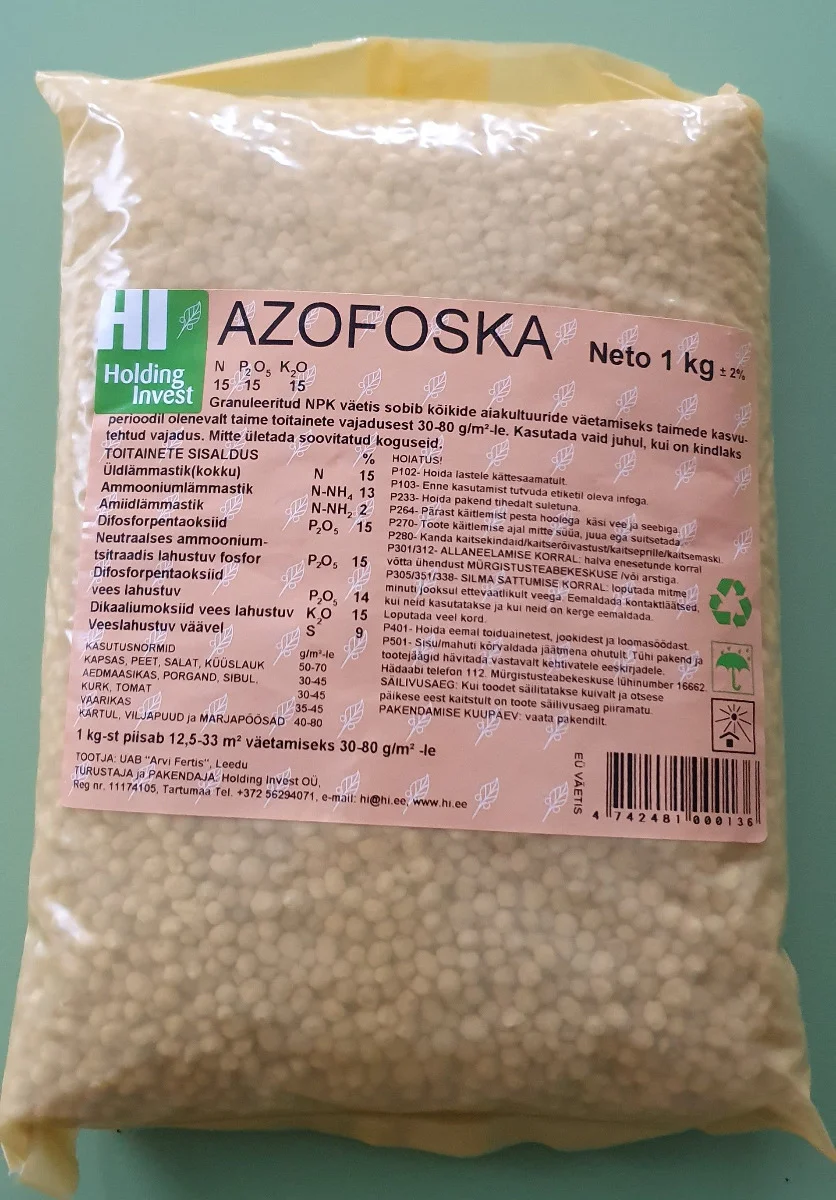 HI
Holding
Invest
AZOFOSKA
Neto 1 kg ± 2%
N P₂O₅ K₂O
15 15 15
Granuleeritud NPK väetis sobib kõikide aiakultuuride väetamiseks taimede kasvu-
perioodil olenevalt taime toitainete vajadusest 30-80 g/m²-le. Kasutada vaid juhul, kui on kindlaks
tehtud vajadus. Mitte ületada soovitatud koguseid.
TOITAINETE SISALDUS %
Üldlämmastik(kokku) N 15
Ammooniumlämmastik N-NH₄ 13
Amiidlämmastik N-NH₂ 2
Difosforpentaoksiid P₂O₅ 15
Neutraalses ammoonium-
tsitraadis lahustuv fosfor P₂O₅ 15
Difosforpentaoksiid
vees lahustuv P₂O₅ 14
Dikaaliumoksiid vees lahustuv K₂O 15
Veeslahustuv väävel S 9
KASUTUSNORMID g/m²-le
KAPSAS, PEET, SALAT, KÜÜSLAUK 50-70
AEDMAASIKAS, PORGAND, SIBUL, 30-45
KURK, TOMAT 30-45
VAARIKAS 35-45
KARTUL, VILJAPUUD ja MARJAPÕÕSAD 40-80
HOIATUS!
P102- Hoida lastele kättesaamatult.
P103- Enne kasutamist tutvuda etiketil oleva infoga.
P233- Hoida pakend tihedalt suletuna.
P264- Pärast käitlemist pesta hoolega käsi vee ja seebiga.
P270- Toote käitlemise ajal mitte süüa, juua ega suitsetada.
P280- Kanda kaitsekindaid/kaitserõivastust/kaitseprille/kaitsemaski.
P301/312- ALLANEELAMISE KORRAL: halva enesetunde korral
võtta ühendust MÜRGISTUSTEABEKESKUSE /või arstiga.
P305/351/338- SILMA SATTUMISE KORRAL: loputada mitme
minuti jooksul ettevaatlikult veega. Eemaldada kontaktläätsed,
kui neid kasutatakse ja kui neid on kerge eemaldada.
Loputada veel kord.
P401- Hoida eemal toiduainetest, jookidest ja loomasöödast.
P501- Sisu/mahuti kõrvaldada jäätmena ohutult. Tühi pakend ja
tootejäägid hävitada vastavalt kehtivatele eeskirjadele.
Hädaabi telefon 112. Mürgistusteabekeskuse lühinumber 16662.
SÄILIVUSAEG: Kui toodet säilitatakse kuivalt ja otsese
päikese eest kaitstult on toote säilivusaeg piiramatu.
PAKENDAMISE KUUPÄEV: vaata pakendilt.
1 kg-st piisab 12,5-33 m² väetamiseks 30-80 g/m² -le
TOOTJA: UAB "Arvi Fertis", Leedu
TURUSTAJA ja PAKENDAJA: Holding Invest OÜ,
Reg nr. 11174105, Tartumaa Tel. +372 56294071, e-mail: hi@hi.ee, www.hi.ee
EÜ VÄETIS
4 742481 000136